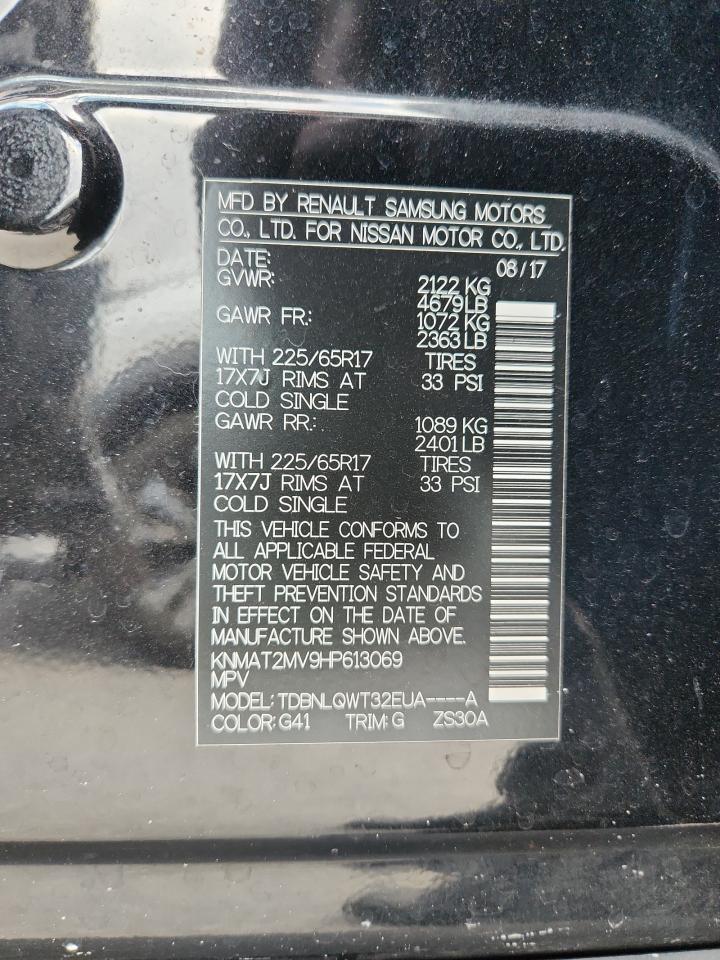 MFD BY RENAULT SAMSUNG MOTORS
CO., LTD. FOR NISSAN MOTOR CO., LTD.
DATE: 08/17
GVWR: 2122 KG
4679LB
GAWR FR.: 1072 KG
2363LB
WITH 225/65R17 TIRES
17X7J RIMS AT 33 PSI
COLD SINGLE
GAWR RR.: 1089 KG
2401LB
WITH 225/65R17 TIRES
17X7J RIMS AT 33 PSI
COLD SINGLE
THIS VEHICLE CONFORMS TO
ALL APPLICABLE FEDERAL
MOTOR VEHICLE SAFETY AND
THEFT PREVENTION STANDARDS
IN EFFECT ON THE DATE OF
MANUFACTURE SHOWN ABOVE.
KNMAT2MV9HP613069
MPV
MODEL: TDBNLQWT32EUA----A
COLOR: G41 TRIM: G ZS30A